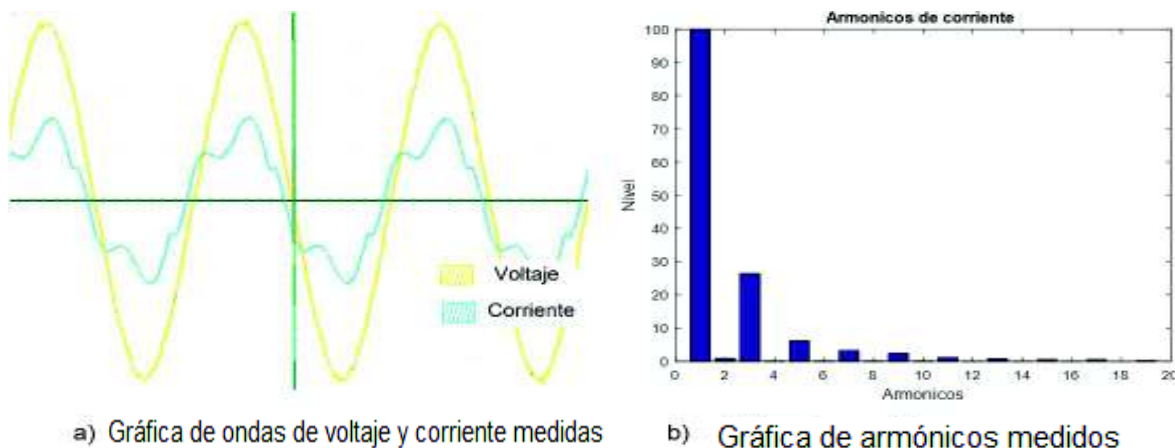 Voltaje
Corriente
a) Gráfica de ondas de voltaje y corriente medidas
Armonicos de corriente
100
90
80
70
60
50
40
30
20
10
0
Nivel
0 2 4 6 8 10 12 14 16 18 20
Armonicos
b) Gráfica de armónicos medidos